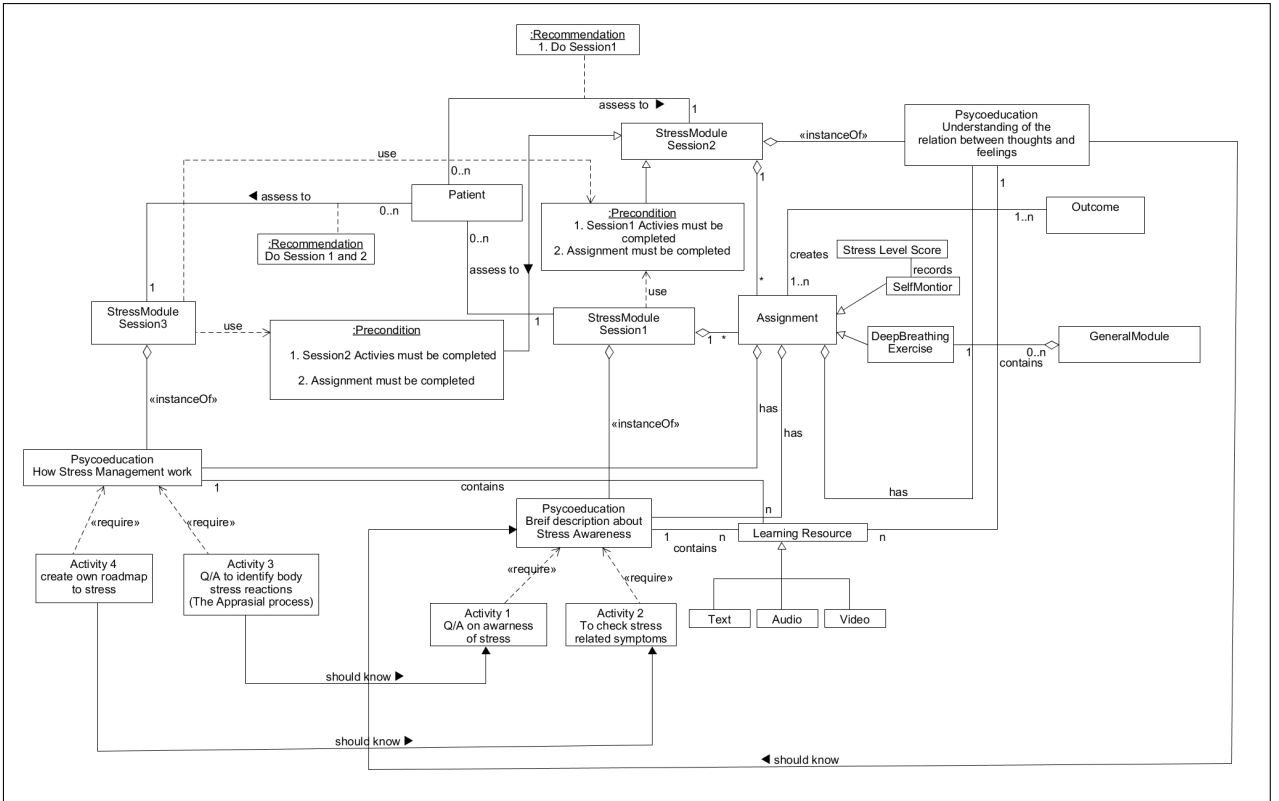 :Recommendation
1. Do Session1
assess to ▶
1
StressModule
Session2
«instanceOf»
Psycoeducation
Understanding of the
relation between thoughts and
feelings
use
0..n
1
1
◀ assess to
Patient
0..n
0..n
:Recommendation
Do Session 1 and 2
:Precondition
1. Session1 Activies must be
completed
2. Assignment must be completed
Outcome
1..n
creates
Stress Level Score
records
SelfMontior
assess to ▼
1
use
*
1..n
StressModule
Session3
use
:Precondition
1. Session2 Activies must be completed
2. Assignment must be completed
1
StressModule
Session1
1
*
Assignment
DeepBreathing
Exercise
1
0..n
contains
GeneralModule
«instanceOf»
has
«instanceOf»
has
Psycoeducation
How Stress Management work
1
contains
has
n
Psycoeducation
Breif description about
Stress Awareness
1
contains
n
Learning Resource
n
«require»
«require»
Activity 4
create own roadmap
to stress
Activity 3
Q/A to identify body
stress reactions
(The Apprasial process)
«require»
«require»
Activity 1
Q/A on awarness
of stress
Activity 2
To check stress
related symptoms
Text
Audio
Video
should know ▶
should know ▶
◀ should know